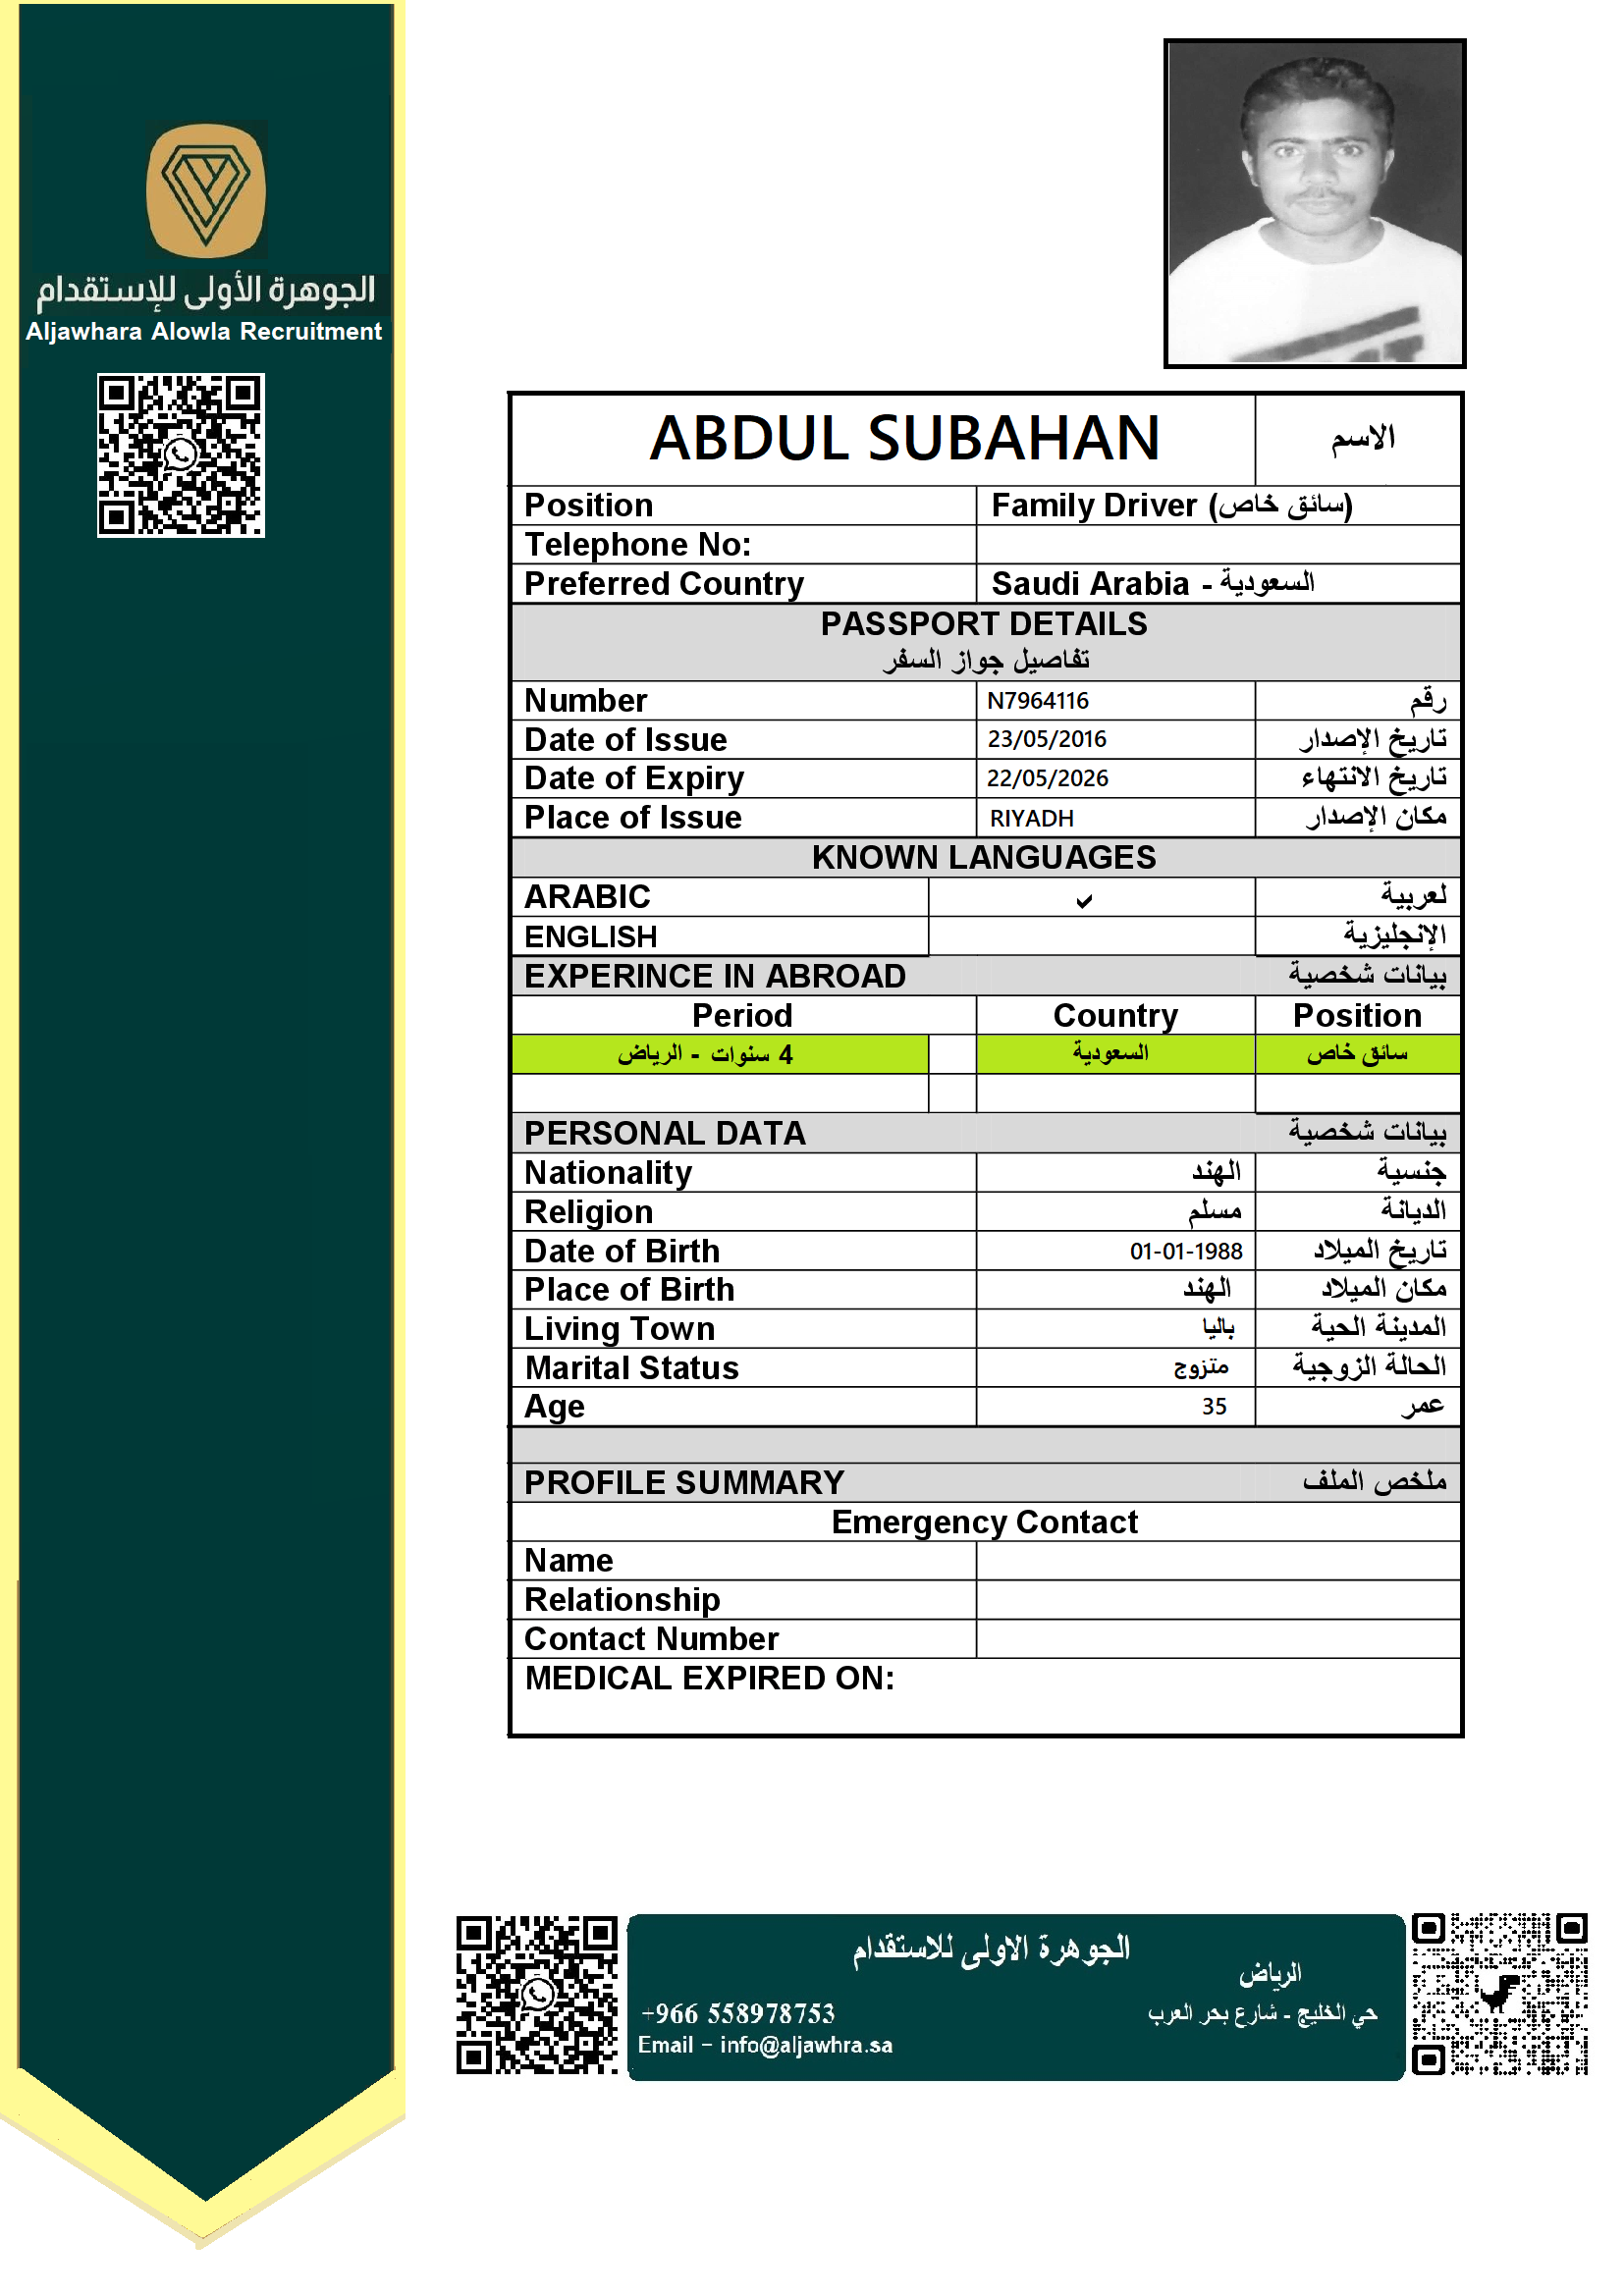 الجوهرة الأولى للإستقدام
Aljawhara Alowla Recruitment
ABDUL SUBAHAN الاسم
Position Family Driver (سائق خاص)
Telephone No:
Preferred Country Saudi Arabia - السعودية
PASSPORT DETAILS
تفاصيل جواز السفر
Number N7964116 رقم
Date of Issue 23/05/2016 تاريخ الإصدار
Date of Expiry 22/05/2026 تاريخ الانتهاء
Place of Issue RIYADH مكان الإصدار
KNOWN LANGUAGES
ARABIC ✓ لعربية
ENGLISH الإنجليزية
EXPERINCE IN ABROAD بيانات شخصية
Period Country Position
4 سنوات - الرياض السعودية سائق خاص
PERSONAL DATA بيانات شخصية
Nationality الهند جنسية
Religion مسلم الديانة
Date of Birth 01-01-1988 تاريخ الميلاد
Place of Birth الهند مكان الميلاد
Living Town باليا المدينة الحية
Marital Status متزوج الحالة الزوجية
Age 35 عمر
PROFILE SUMMARY ملخص الملف
Emergency Contact
Name
Relationship
Contact Number
MEDICAL EXPIRED ON:
الجوهرة الاولى للاستقدام
الرياض
+966 558978753 حي الخليج - شارع بحر العرب
Email - info@aljawhra.sa